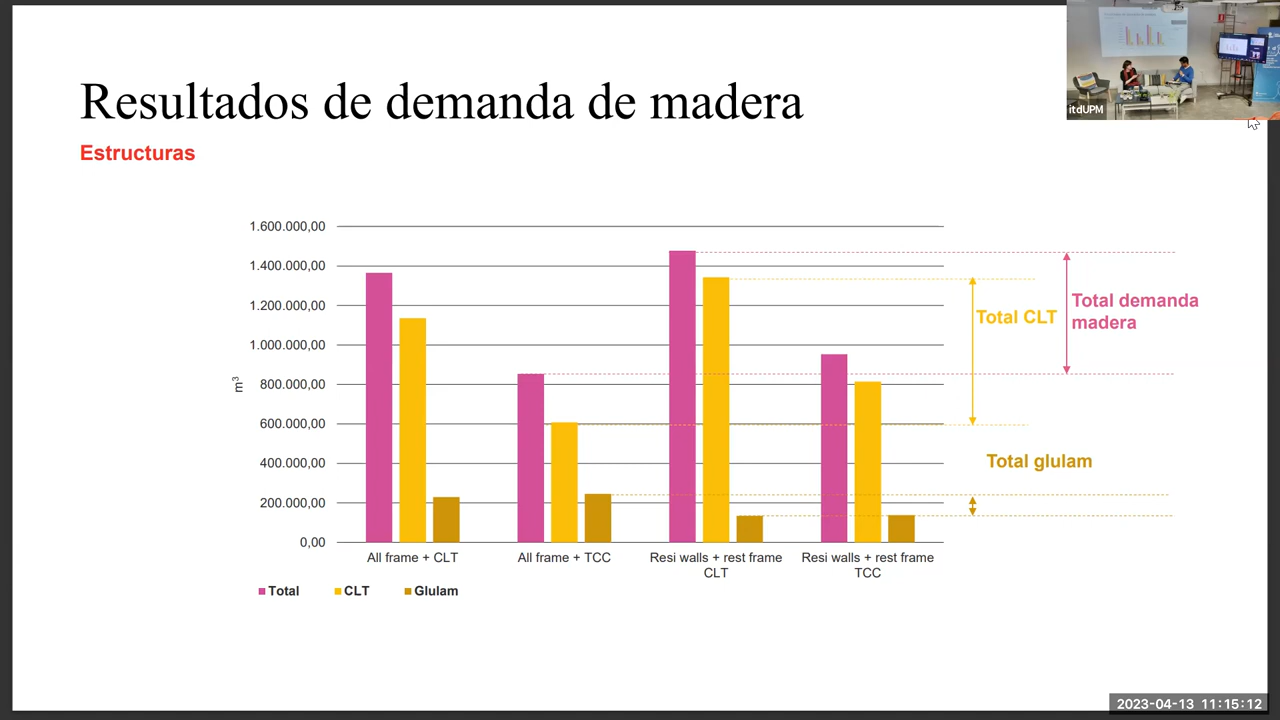 Resultados de demanda de madera
Estructuras
itdUPM
1.600.000,00
1.400.000,00
1.200.000,00
1.000.000,00
800.000,00
600.000,00
400.000,00
200.000,00
0,00
m³
Total CLT
Total demanda
madera
Total glulam
All frame + CLT
All frame + TCC
Resi walls + rest frame
CLT
Resi walls + rest frame
TCC
Total
CLT
Glulam
2023-04-13 11:15:12